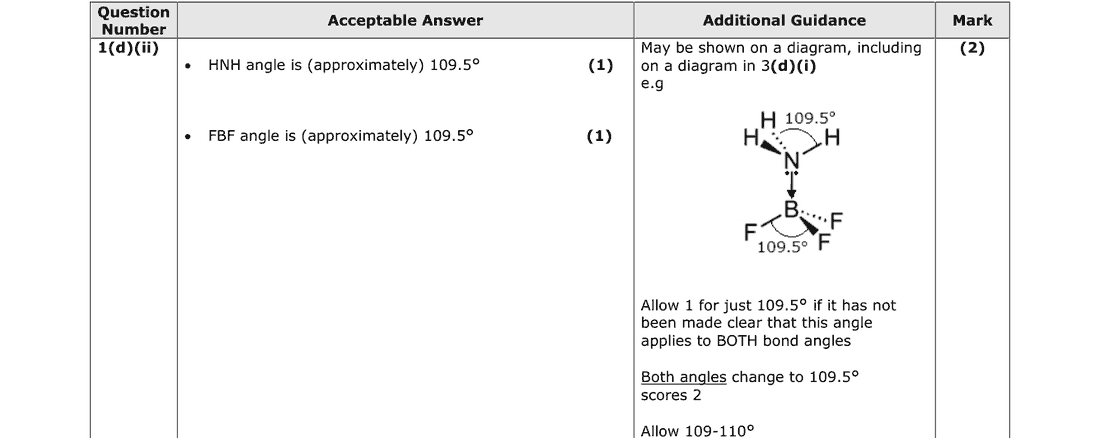 Question Number
Acceptable Answer
Additional Guidance
Mark
1(d)(ii)
• HNH angle is (approximately) 109.5° (1)
• FBF angle is (approximately) 109.5° (1)
May be shown on a diagram, including
on a diagram in 3(d)(i)
e.g
H 109.5°
H H
N
B
F F
F
109.5°
Allow 1 for just 109.5° if it has not
been made clear that this angle
applies to BOTH bond angles
Both angles change to 109.5°
scores 2
Allow 109-110°
(2)